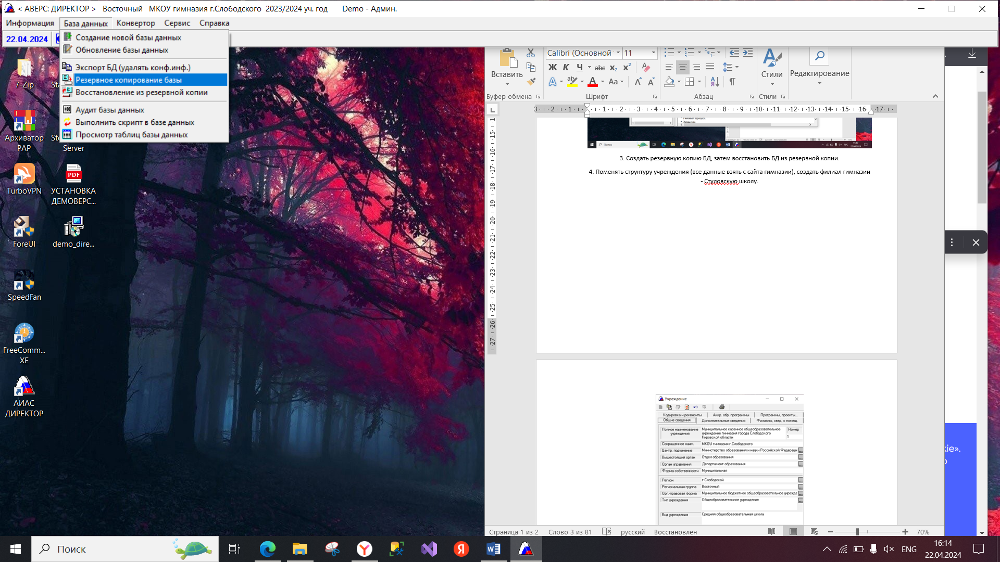 < АВЕРС: ДИРЕКТОР > Восточный МКОУ гимназия г.Слободского 2023/2024 уч. год Demo - Админ.
Информация База данных Конвертор Сервис Справка
22.04.2024
Создание новой базы данных
Обновление базы данных
Экспорт БД (удалять конф.инф.)
Резервное копирование базы
Восстановление из резервной копии
Аудит базы данных
Выполнить скрипт в базе данных
Просмотр таблиц базы данных
7-Zip
Sta
Архиватор РАР
Sto
Server
TurboVPN
PDF
УСТАНОВКА ДЕМОВЕРС...
ForeUI
demo_dire...
SpeedFan
FreeComm... XE
АИАС ДИРЕКТОР
Calibri (Основной 11
Вставить
Ж К Ч abc x₂ x²
Aa
Стили
Редактирование
Буфер обмена Шрифт Абзац Стили
3 2 1 1 2 3 4 5 6 7 8 9 10 11 12 13 14 15 16 17
15 16 17 18 19 20 21 22 23 24 25 26 27
3. Создать резервную копию БД, затем восстановить БД из резервной копии.
4. Поменять структуру учреждения (все данные взять с сайта гимназии), создать филиал гимназии
- Стуловскую школу.
Учреждение
Кодировка и реквизиты Аккр. обр. программы Программы, проекты...
Общие сведения Дополнительные сведения Филиалы, свед. о помещ.
Полное наименование учреждения Муниципальное казенное общеобразовательное учреждение гимназия города Слободского Кировской области Номер 1
Сокращенное наим. МКОУ гимназия г.Слободского
Центр. подчинение Министерство образования и науки Российской Федераци
Вышестоящий орган Отдел образования
Орган управления Департамент образования
Форма собственности Муниципальная
Регион г Слободской
Региональная группа Восточный
Орг.-правовая форма Муниципальное бюджетное общеобразовательное учрежде
Тип учреждения Общеобразовательное учреждение
Вид учреждения Средняя общеобразовательная школа
kie».
Страница 1 из 2 Слово 3 из 81 русский Восстановлен 70%
Поиск
ENG
16:14
22.04.2024